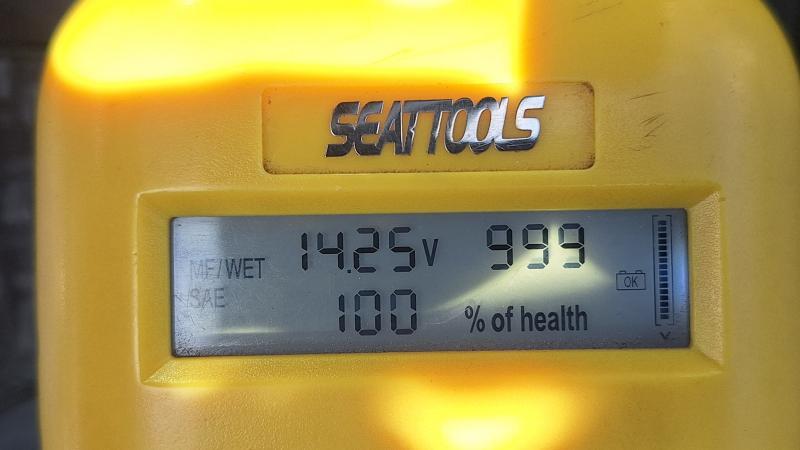 SEATTOOLS
MF/WET 14.25V 999
OK
SAE 100 % of health
V